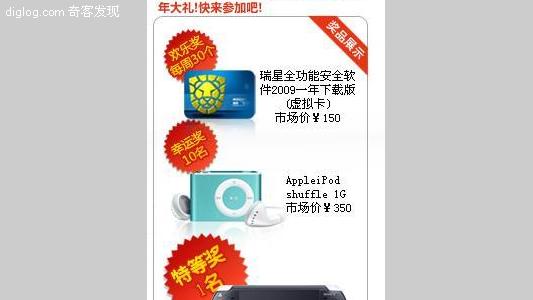 diglog.com 奇客发现
年大礼!快来参加吧!
奖品展示
欢乐奖
每周30个
瑞星全功能安全软
件2009一年下载版
(虚拟卡)
市场价￥150
幸运奖
10名
AppleiPod
shuffle 1G
市场价￥350
特等奖
1名